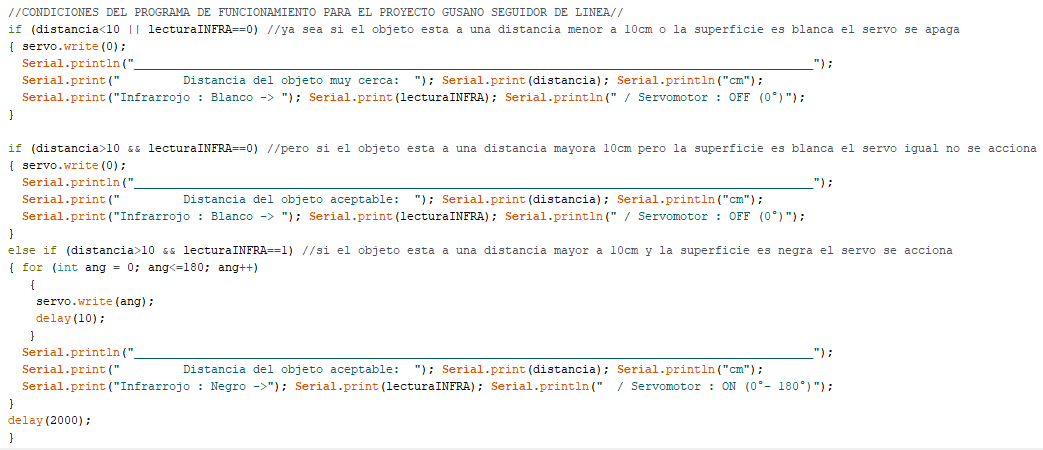 //CONDICIONES DEL PROGRAMA DE FUNCIONAMIENTO PARA EL PROYECTO GUSANO SEGUIDOR DE LINEA//
if (distancia<10 || lecturaINFRA==0) //ya sea si el objeto esta a una distancia menor a 10cm o la superficie es blanca el servo se apaga
{ servo.write(0);
Serial.println("_________________________________________________________________________________________________");
Serial.print("         Distancia del objeto muy cerca:  "); Serial.print(distancia); Serial.println("cm");
Serial.print("Infrarrojo : Blanco -> "); Serial.print(lecturaINFRA); Serial.println(" / Servomotor : OFF (0°)");
}
if (distancia>10 && lecturaINFRA==0) //pero si el objeto esta a una distancia mayora 10cm pero la superficie es blanca el servo igual no se acciona
{ servo.write(0);
Serial.println("_________________________________________________________________________________________________");
Serial.print("         Distancia del objeto aceptable:  "); Serial.print(distancia); Serial.println("cm");
Serial.print("Infrarrojo : Blanco -> "); Serial.print(lecturaINFRA); Serial.println(" / Servomotor : OFF (0°)");
}
else if (distancia>10 && lecturaINFRA==1) //si el objeto esta a una distancia mayor a 10cm y la superficie es negra el servo se acciona
{ for (int ang = 0; ang<=180; ang++)
{
servo.write(ang);
delay(10);
}
Serial.println("_________________________________________________________________________________________________");
Serial.print("         Distancia del objeto aceptable:  "); Serial.print(distancia); Serial.println("cm");
Serial.print("Infrarrojo : Negro ->"); Serial.print(lecturaINFRA); Serial.println("  / Servomotor : ON (0°- 180°)");
}
delay(2000);
}